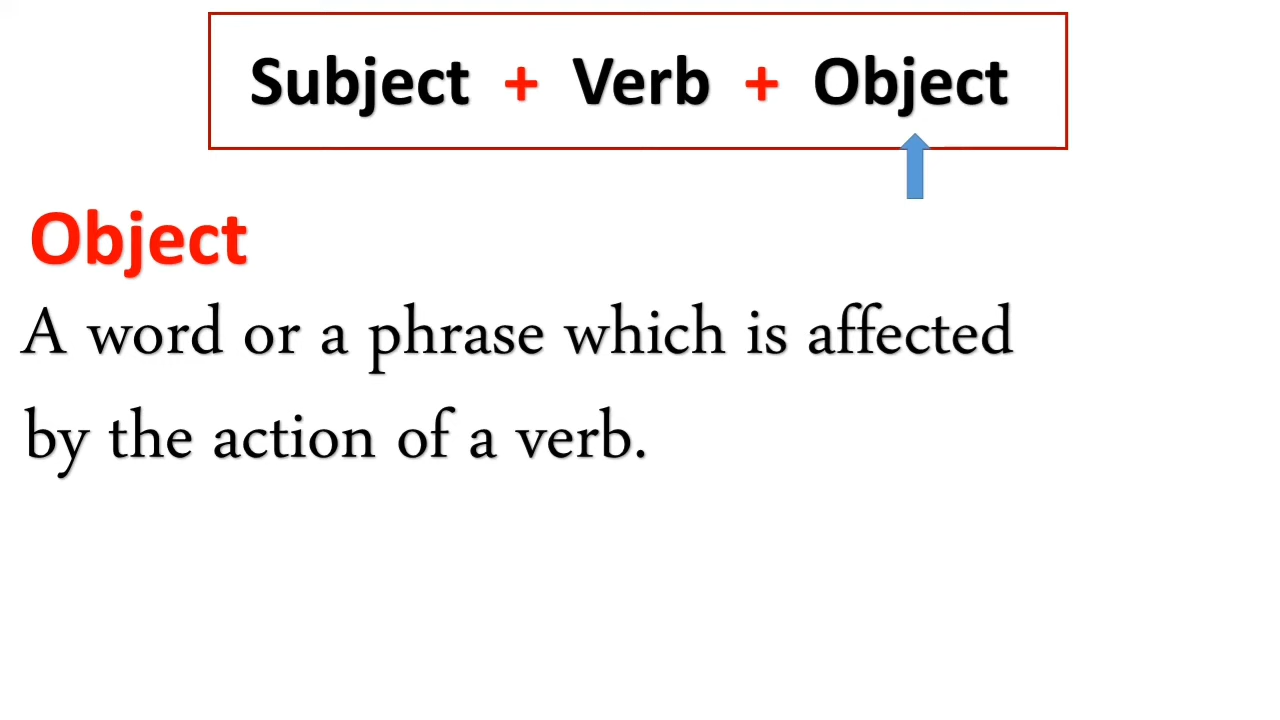 Subject + Verb + Object
Object
A word or a phrase which is affected
by the action of a verb.